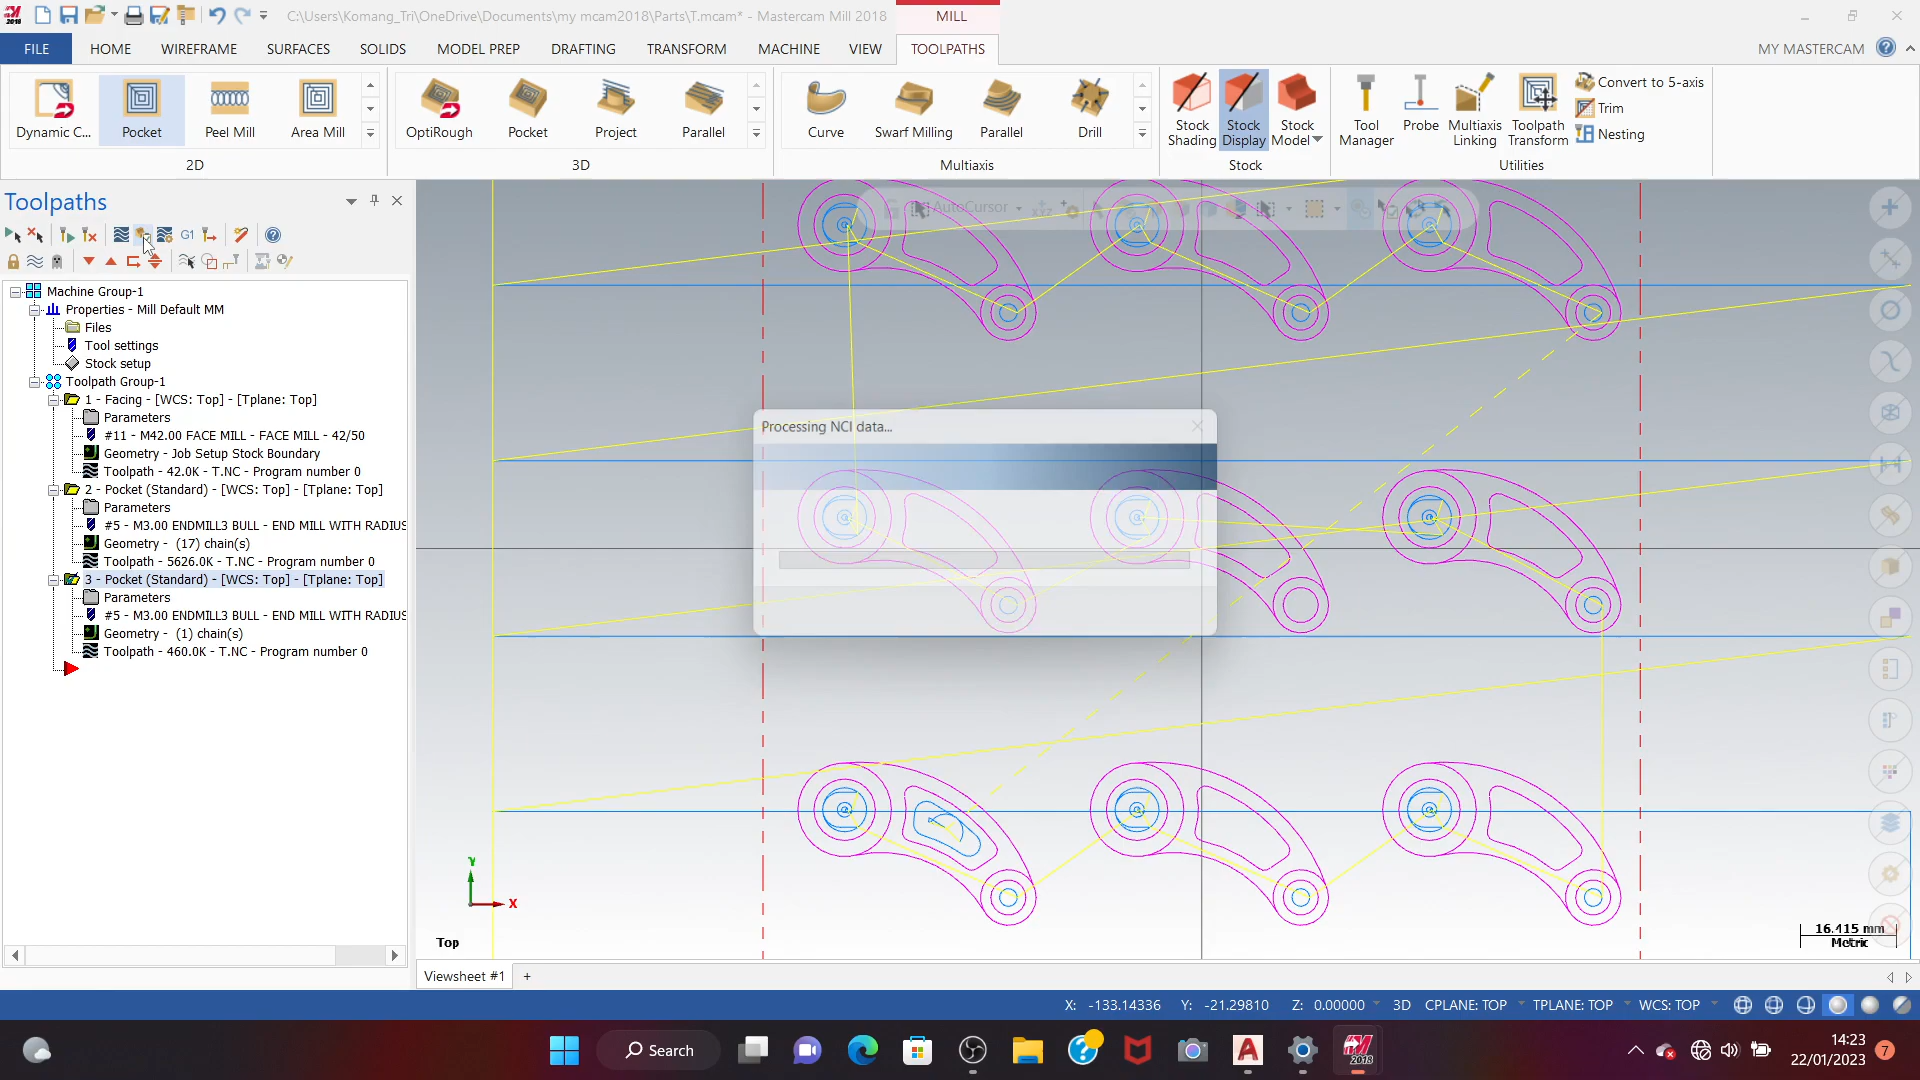 C:\Users\Komang_Tri\OneDrive\Documents\my mcam2018\Parts\T.mcam* - Mastercam Mill 2018
MILL
FILE HOME WIREFRAME SURFACES SOLIDS MODEL PREP DRAFTING TRANSFORM MACHINE VIEW TOOLPATHS MY MASTERCAM
Dynamic C... Pocket Peel Mill Area Mill OptiRough Pocket Project Parallel Curve Swarf Milling Parallel Drill
Stock Shading Stock Display Stock Model Tool Manager Probe Multiaxis Linking Toolpath Transform
Convert to 5-axis
Trim
Nesting
2D 3D Multiaxis Stock Utilities
Toolpaths
G1
AutoCursor
Machine Group-1
Properties - Mill Default MM
Files
Tool settings
Stock setup
Toolpath Group-1
1 - Facing - [WCS: Top] - [Tplane: Top]
Parameters
#11 - M42.00 FACE MILL - FACE MILL - 42/50
Geometry - Job Setup Stock Boundary
Toolpath - 42.0K - T.NC - Program number 0
2 - Pocket (Standard) - [WCS: Top] - [Tplane: Top]
Parameters
#5 - M3.00 ENDMILL3 BULL - END MILL WITH RADIUS
Geometry - (17) chain(s)
Toolpath - 5626.0K - T.NC - Program number 0
3 - Pocket (Standard) - [WCS: Top] - [Tplane: Top]
Parameters
#5 - M3.00 ENDMILL3 BULL - END MILL WITH RADIUS
Geometry - (1) chain(s)
Toolpath - 460.0K - T.NC - Program number 0
Processing NCI data...
Y
X
Top
16.415 mm
Metric
Viewsheet #1 +
X: -133.14336 Y: -21.29810 Z: 0.00000 3D CPLANE: TOP TPLANE: TOP WCS: TOP
Search
2018
14:23
22/01/2023
7